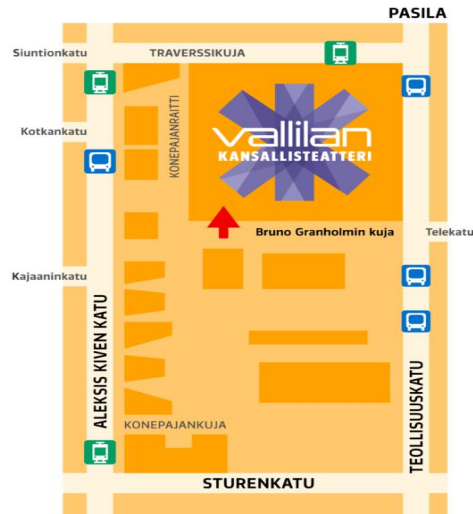 PASILA
Siuntionkatu
TRAVERSSIKUJA
Kotkankatu
KONEPAJANRAITTI
vallilan
KANSALLISTEATTERI
Bruno Granholmin kuja
Telekatu
Kajaaninkatu
ALEKSIS KIVEN KATU
TEOLLISUUSKATU
KONEPAJANKUJA
STURENKATU